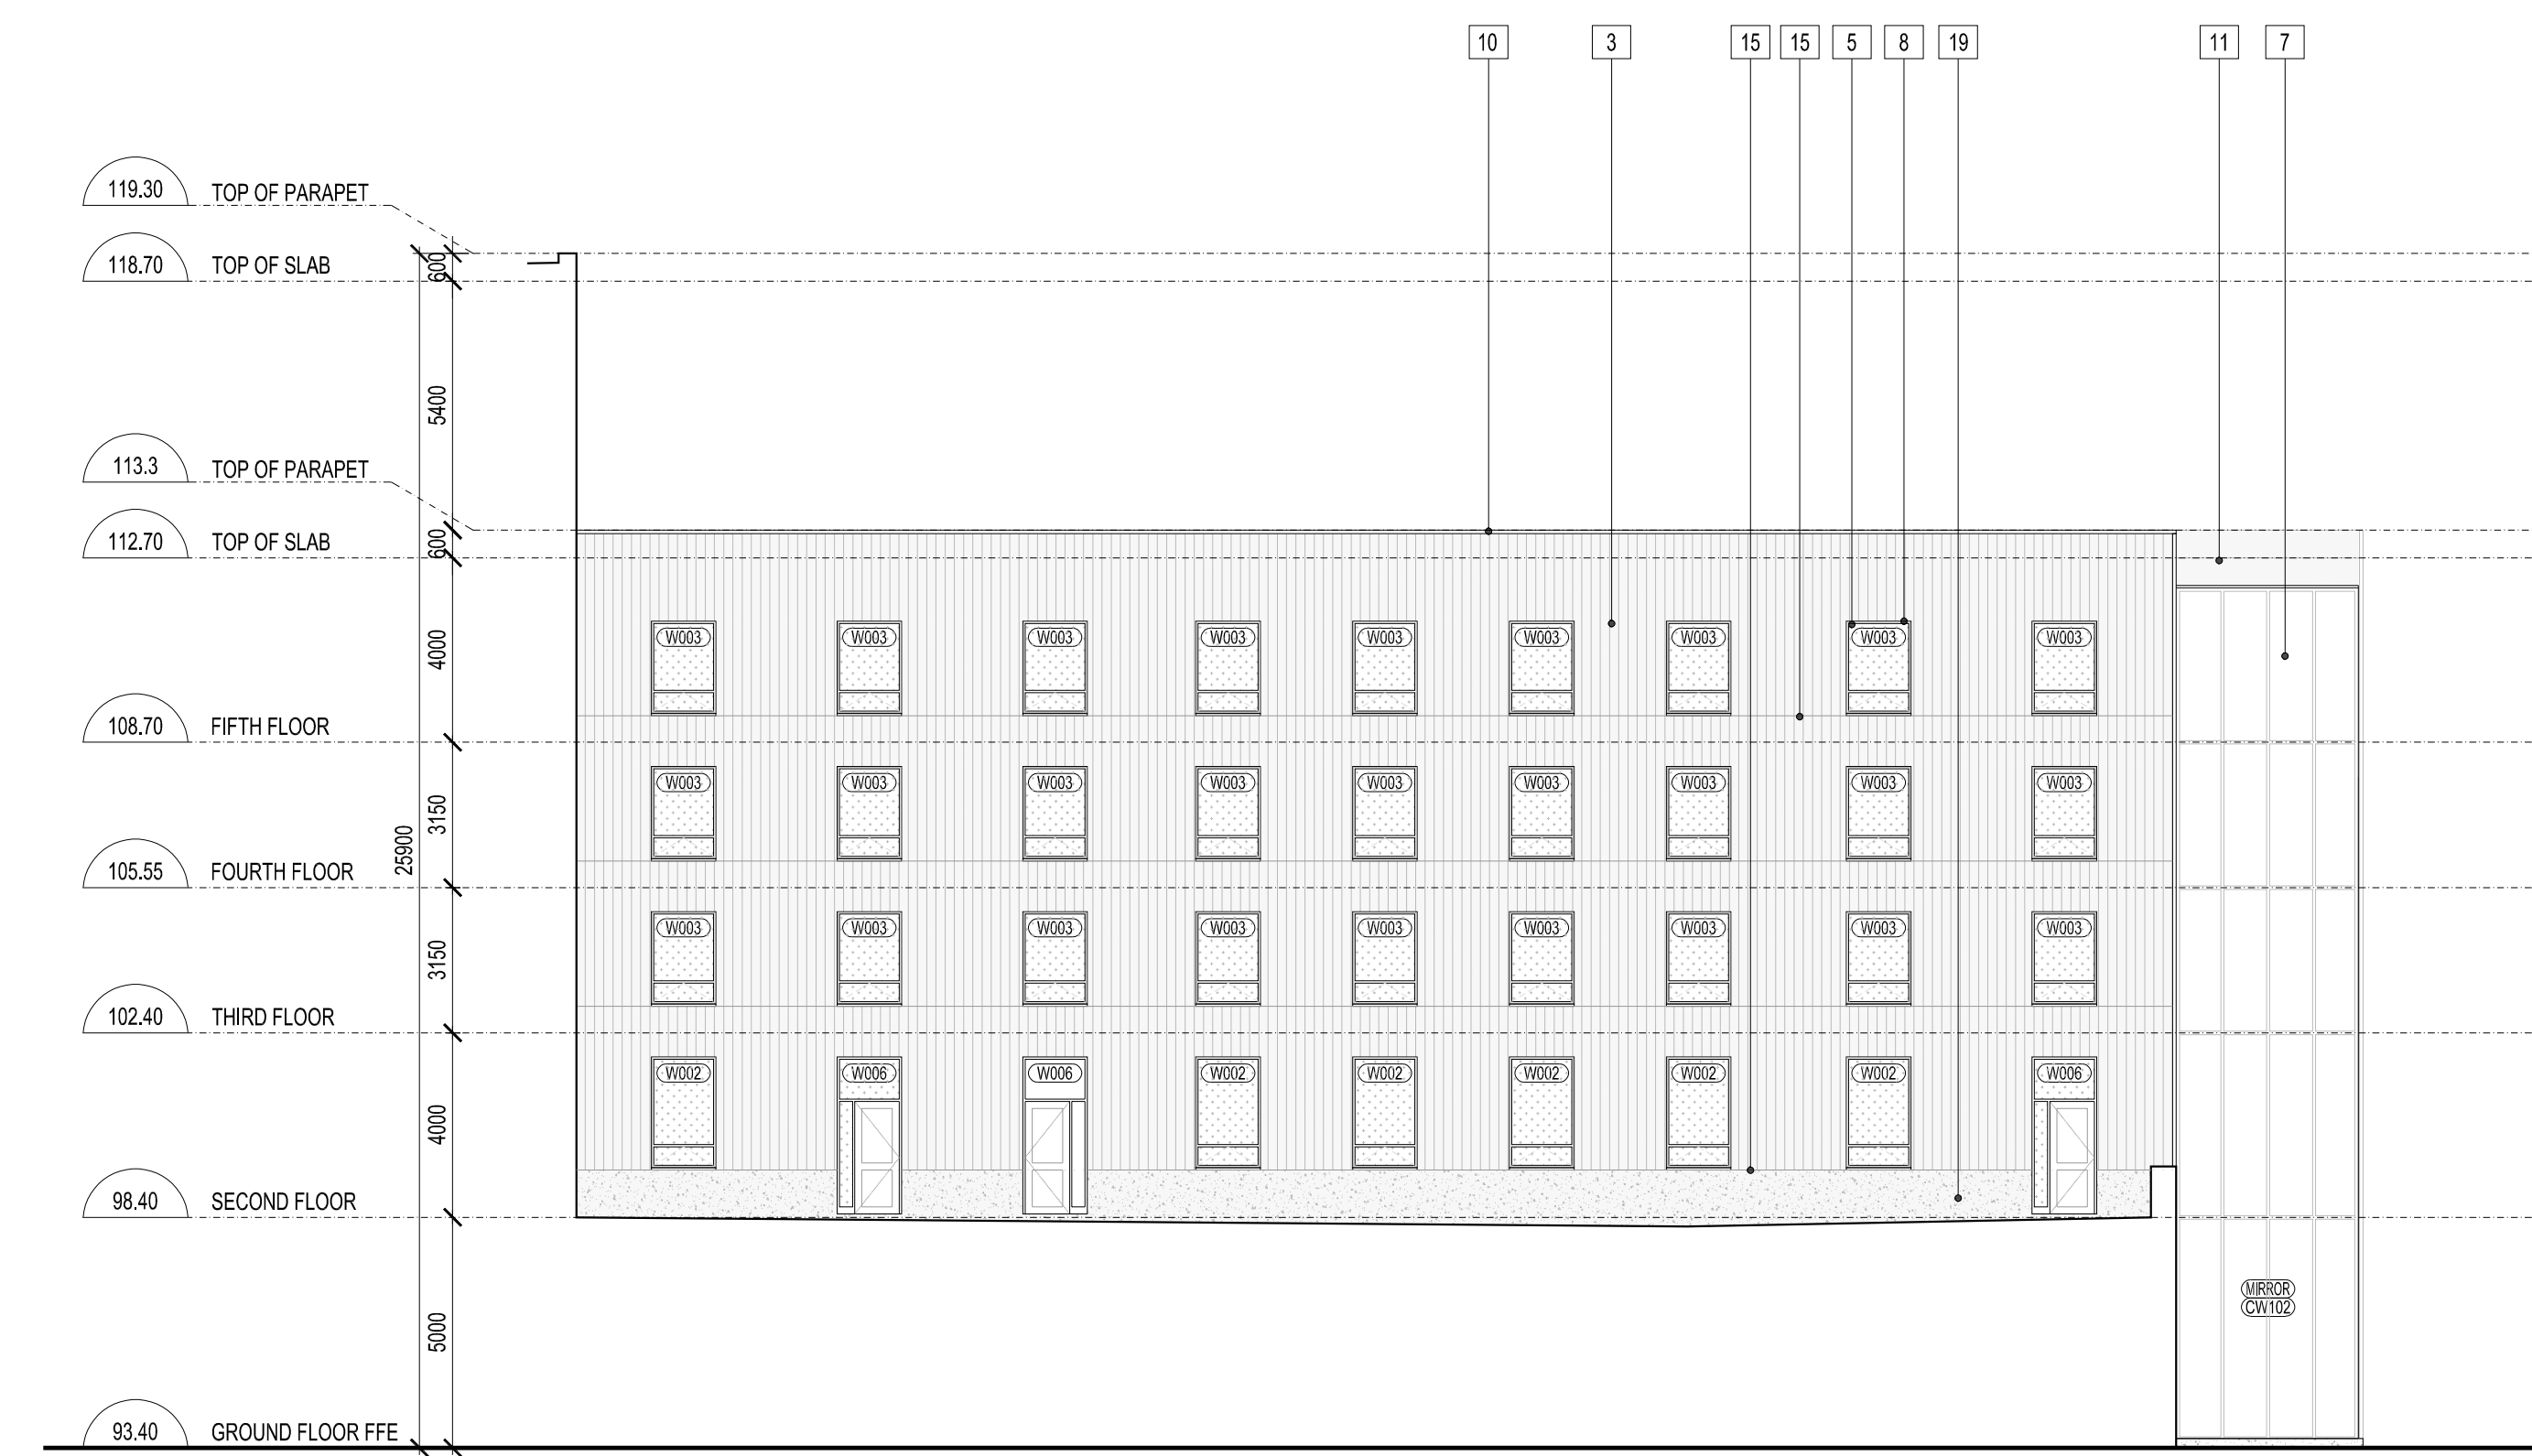 10 3 15 15 5 8 19 11 7
119.30 TOP OF PARAPET
118.70 TOP OF SLAB
600
5400
113.3 TOP OF PARAPET
112.70 TOP OF SLAB
600
W003 W003 W003 W003 W003 W003 W003 W003 W003
4000
108.70 FIFTH FLOOR
W003 W003 W003 W003 W003 W003 W003 W003 W003
3150
25900
105.55 FOURTH FLOOR
W003 W003 W003 W003 W003 W003 W003 W003 W003
3150
102.40 THIRD FLOOR
W002 W006 W006 W002 W002 W002 W002 W002 W006
4000
98.40 SECOND FLOOR
MIRROR
CW102
5000
93.40 GROUND FLOOR FFE